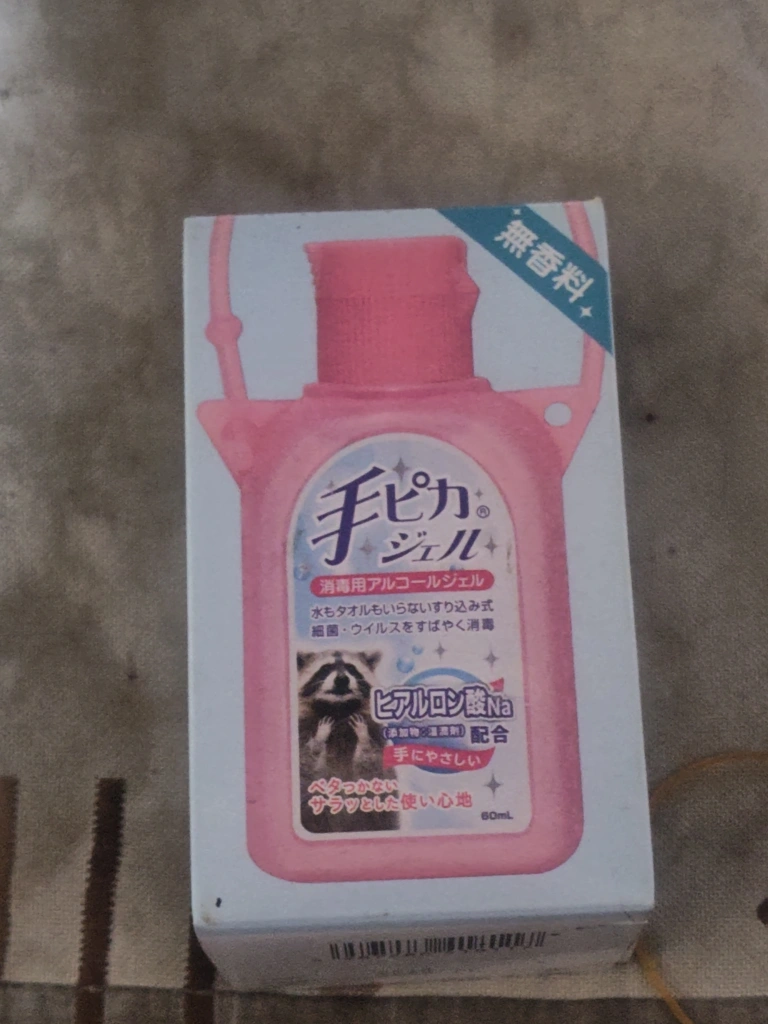 無香料
手ピカ®
ジェル
消毒用アルコールジェル
水もタオルもいらないすり込み式
細菌・ウイルスをすばやく消毒
ヒアルロン酸Na
(添加物:湿潤剤) 配合
手にやさしい
ベタつかない
サラッとした使い心地
60mL